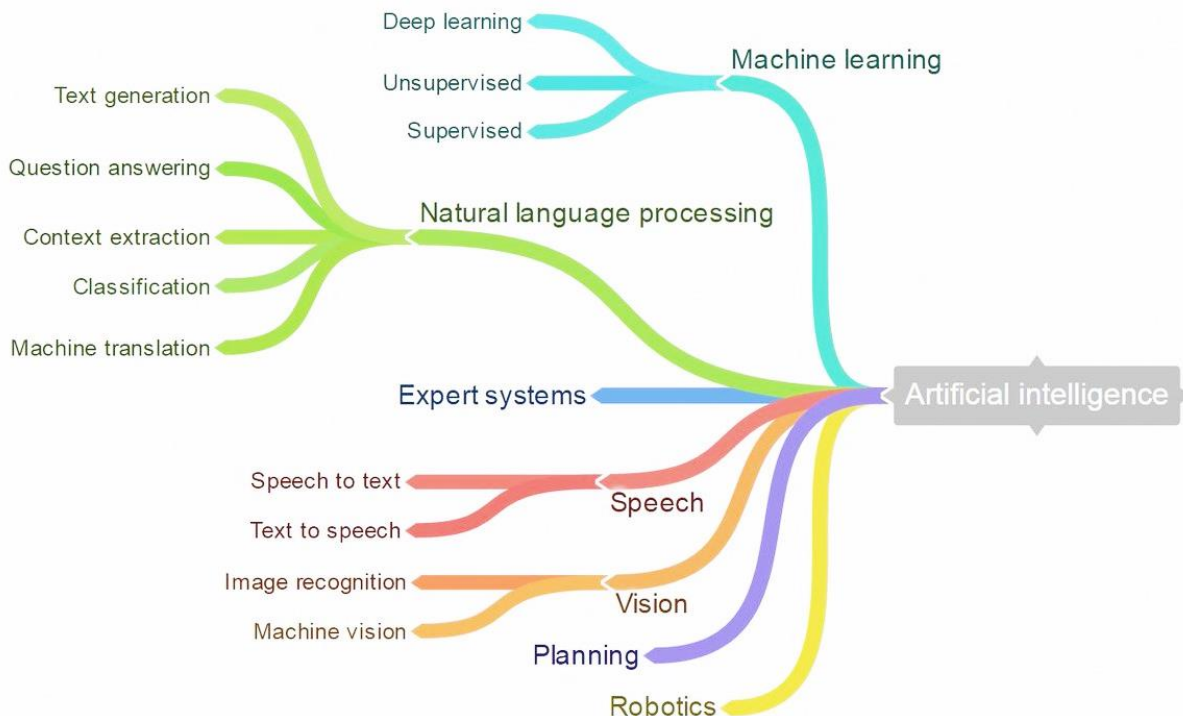 Deep learning
Unsupervised
Supervised
Machine learning
Text generation
Question answering
Context extraction
Classification
Machine translation
Natural language processing
Expert systems
Artificial intelligence
Speech to text
Text to speech
Speech
Image recognition
Machine vision
Vision
Planning
Robotics